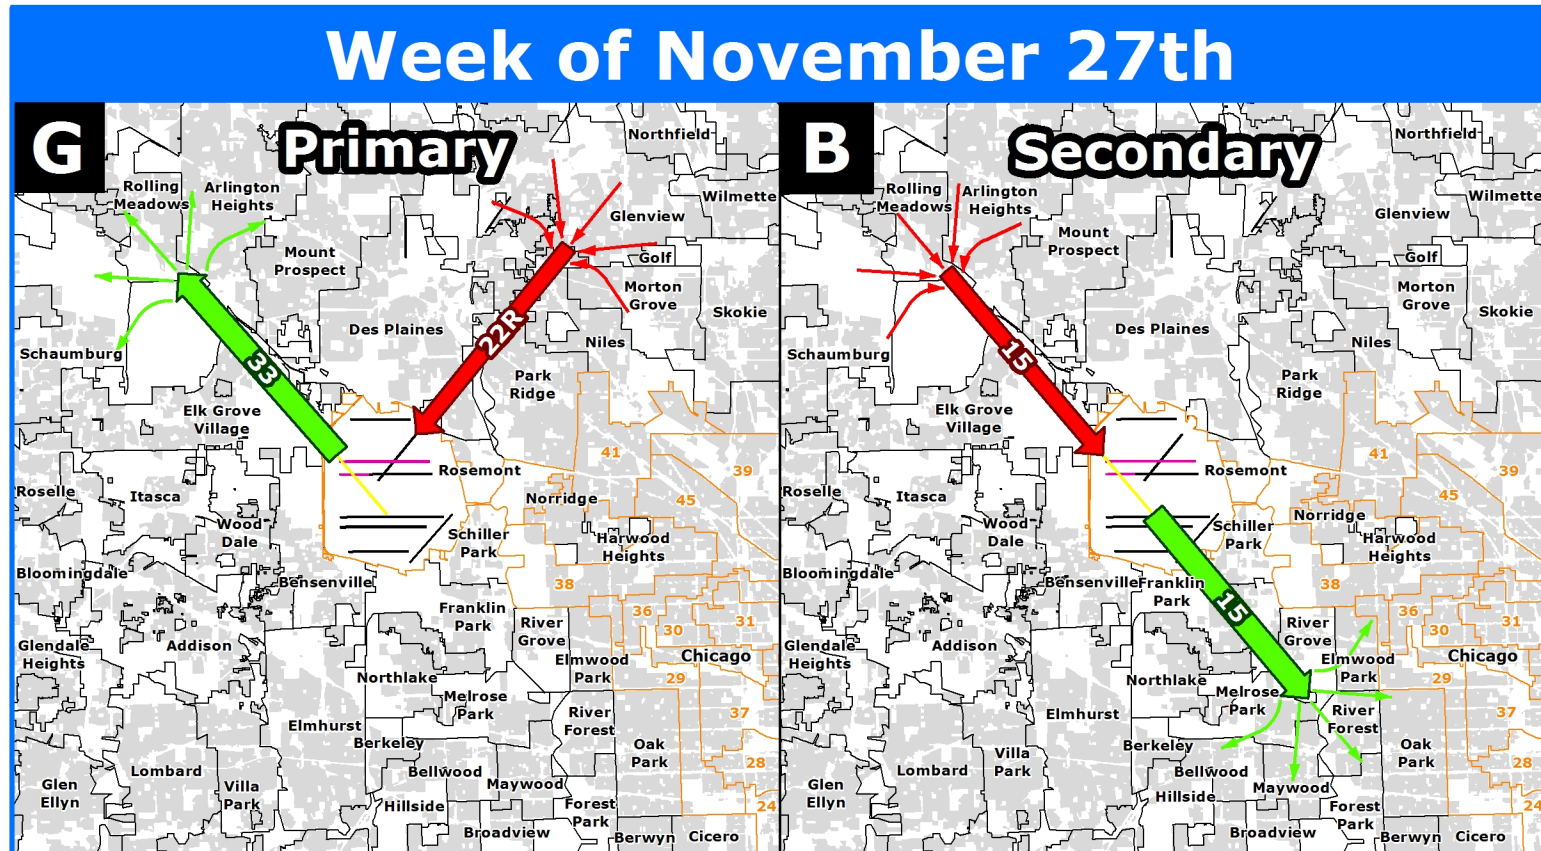 Week of November 27th
G
Primary
Northfield
Rolling
Meadows
Arlington
Heights
Wilmette
Glenview
Mount
Prospect
Golf
Morton
Grove
Skokie
22R
Des Plaines
Niles
Schaumburg
33
Park
Ridge
Elk Grove
Village
41
39
Rosemont
Roselle
Itasca
Norridge
45
Wood
Dale
Schiller
Park
Harwood
Heights
Bloomingdale
Bensenville
38
Franklin
Park
36
31
River
Grove
30
Glendale
Heights
Addison
Chicago
Elmwood
Park
29
Northlake
Melrose
Park
37
Elmhurst
River
Forest
Berkeley
Oak
Park
28
Lombard
Bellwood
Glen
Ellyn
Villa
Park
Maywood
Hillside
Forest
Park
24
Broadview
Berwyn
Cicero
B
Secondary
Northfield
Rolling
Meadows
Arlington
Heights
Wilmette
Glenview
Mount
Prospect
Golf
Morton
Grove
Skokie
Des Plaines
Niles
Schaumburg
15
Park
Ridge
Elk Grove
Village
41
39
Rosemont
Roselle
Itasca
45
Norridge
Wood
Dale
Schiller
Park
Harwood
Heights
Bloomingdale
Bensenville
Franklin
Park
38
15
36
31
River
Grove
30
Glendale
Heights
Addison
Chicago
Elmwood
Park
29
Northlake
Melrose
Park
37
Elmhurst
River
Forest
Berkeley
Oak
Park
Villa
Park
28
Lombard
Bellwood
Glen
Ellyn
Maywood
Hillside
Forest
Park
24
Broadview
Berwyn
Cicero